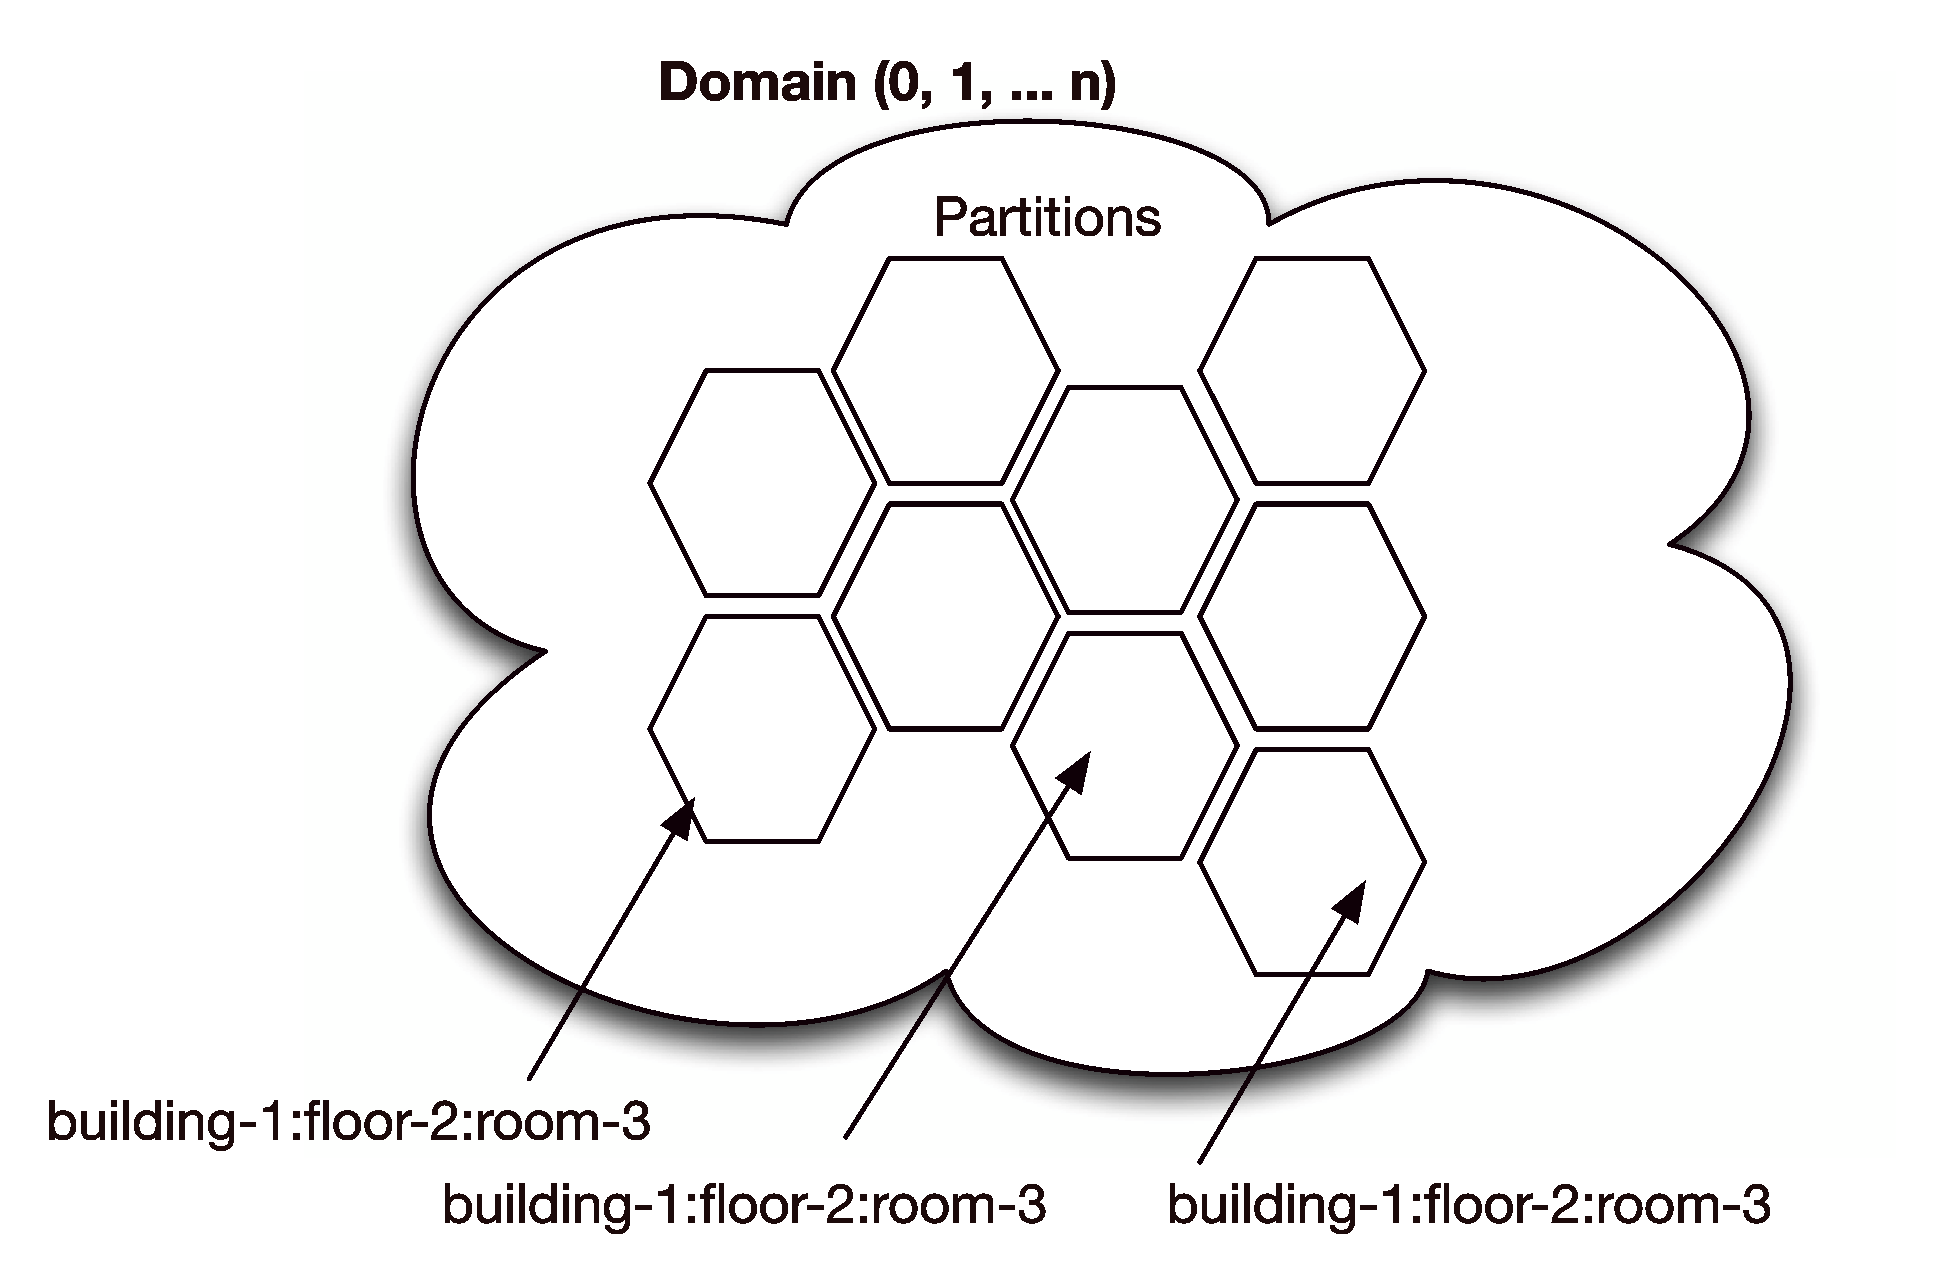 Domain (0, 1, ... n)
Partitions
building-1:floor-2:room-3
building-1:floor-2:room-3
building-1:floor-2:room-3